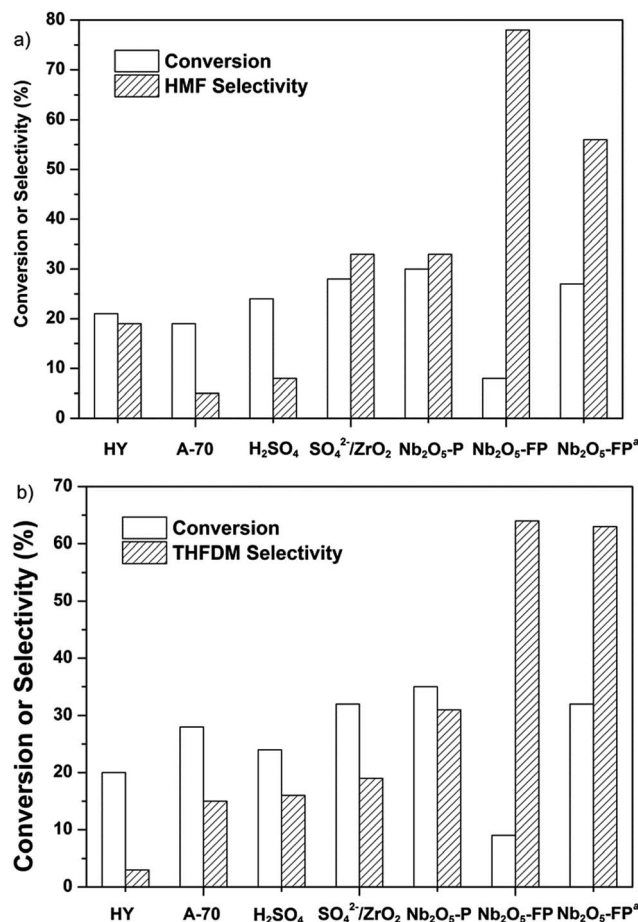 a)
80
70
60
50
40
30
20
10
0
Conversion or Selectivity (%)
Conversion
HMF Selectivity
HY A-70 H₂SO₄ SO₄²⁻/ZrO₂ Nb₂O₅-P Nb₂O₅-FP Nb₂O₅-FPᵃ
b)
70
60
50
40
30
20
10
0
Conversion or Selectivity (%)
Conversion
THFDM Selectivity
HY A-70 H₂SO₄ SO₄²⁻/ZrO₂ Nb₂O₅-P Nb₂O₅-FP Nb₂O₅-FPᵃ